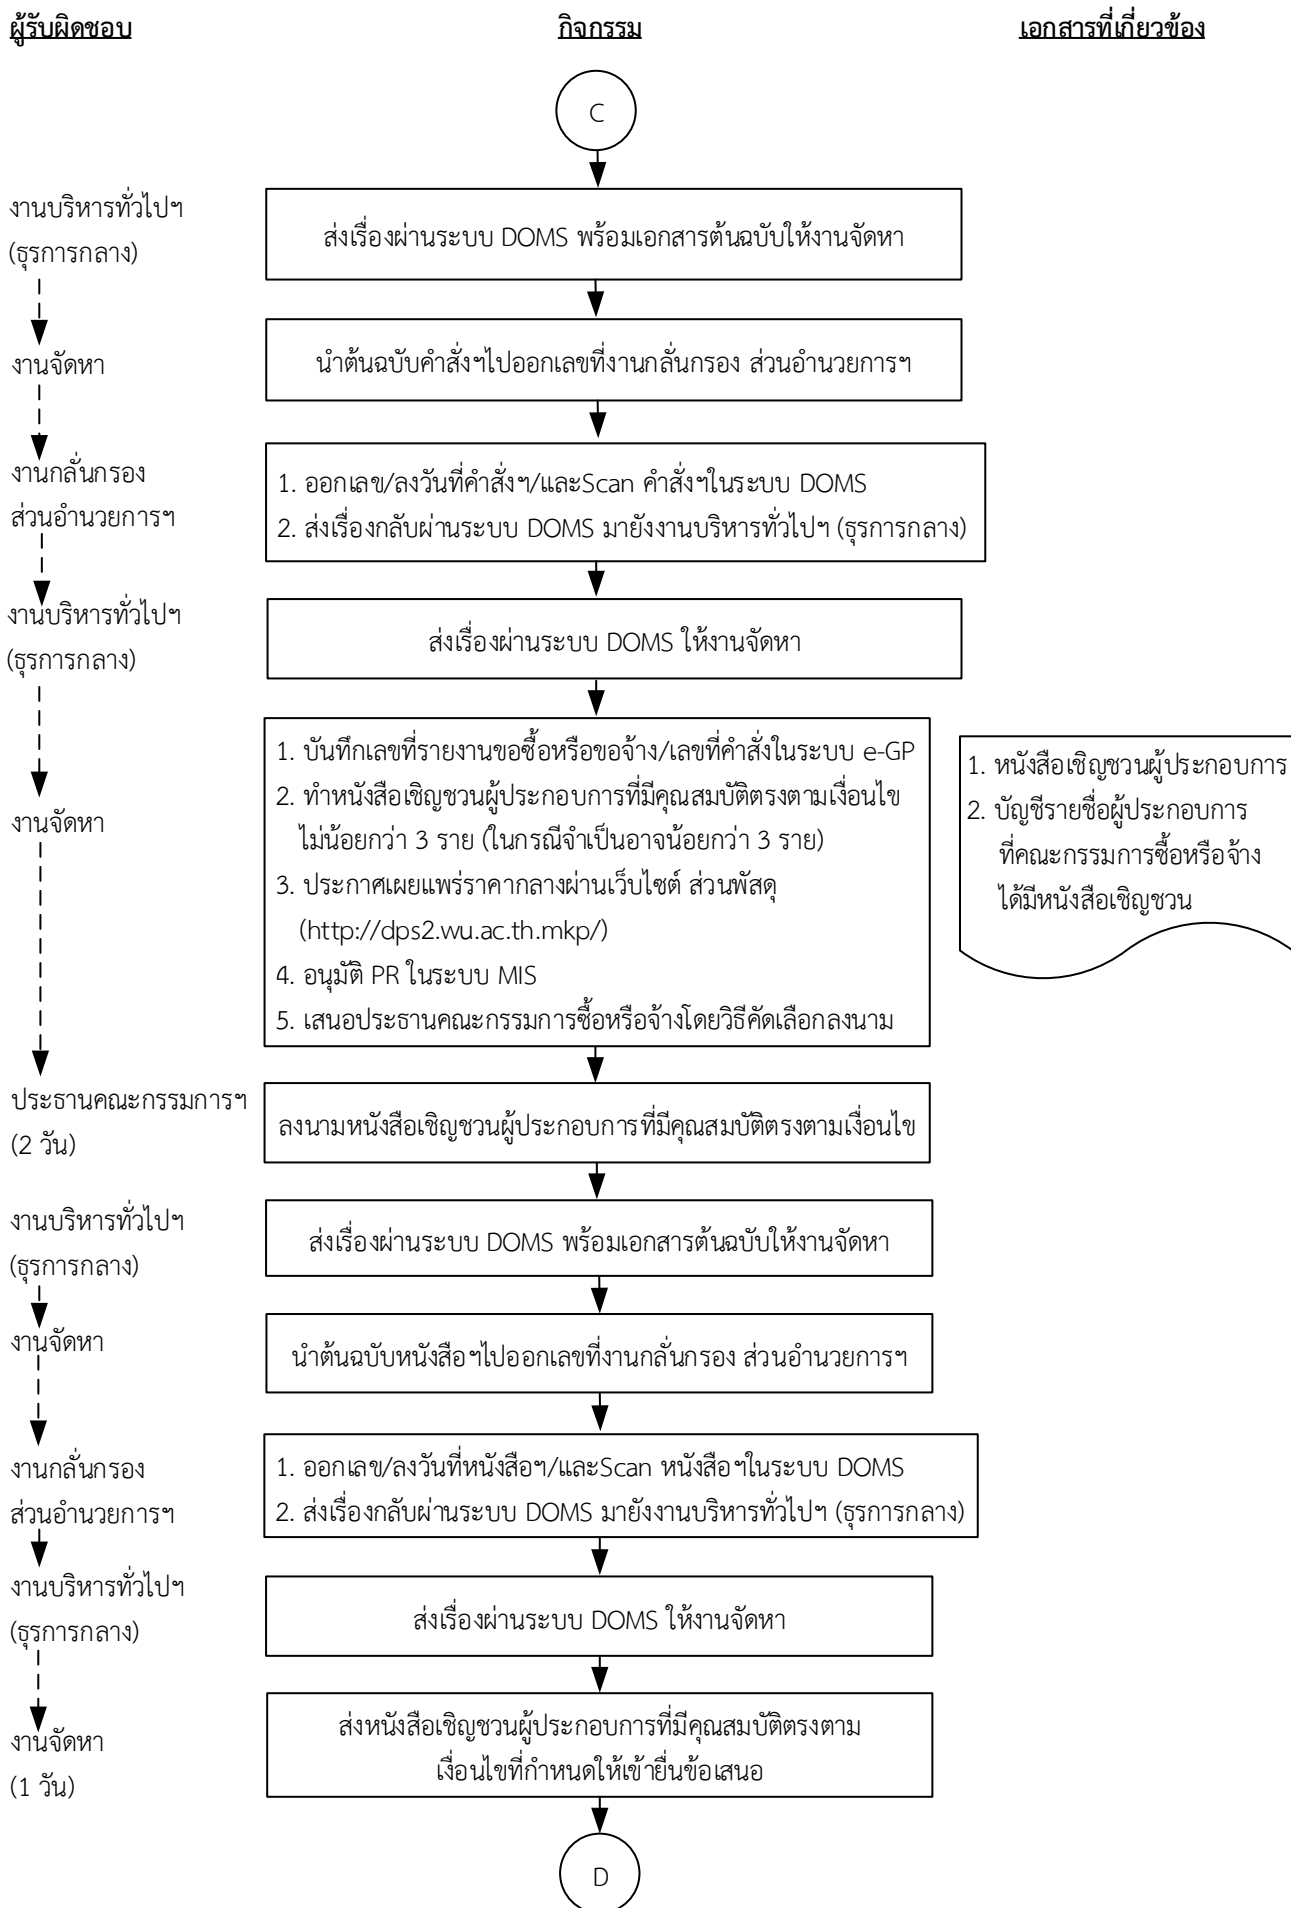 ผู้รับผิดชอบ กิจกรรม เอกสารที่เกี่ยวข้อง
C
งานบริหารทั่วไปฯ
(ธุรการกลาง)
ส่งเรื่องผ่านระบบ DOMS พร้อมเอกสารต้นฉบับให้งานจัดหา
งานจัดหา
นำต้นฉบับคำสั่งฯไปออกเลขที่งานกลั่นกรอง ส่วนอำนวยการฯ
งานกลั่นกรอง
ส่วนอำนวยการฯ
1. ออกเลข/ลงวันที่คำสั่งฯ/และScan คำสั่งฯในระบบ DOMS
2. ส่งเรื่องกลับผ่านระบบ DOMS มายังงานบริหารทั่วไปฯ (ธุรการกลาง)
งานบริหารทั่วไปฯ
(ธุรการกลาง)
ส่งเรื่องผ่านระบบ DOMS ให้งานจัดหา
งานจัดหา
1. บันทึกเลขที่รายงานขอซื้อหรือขอจ้าง/เลขที่คำสั่งในระบบ e-GP
2. ทำหนังสือเชิญชวนผู้ประกอบการที่มีคุณสมบัติตรงตามเงื่อนไข
ไม่น้อยกว่า 3 ราย (ในกรณีจำเป็นอาจน้อยกว่า 3 ราย)
3. ประกาศเผยแพร่ราคากลางผ่านเว็บไซต์ ส่วนพัสดุ
(http://dps2.wu.ac.th.mkp/)
4. อนุมัติ PR ในระบบ MIS
5. เสนอประธานคณะกรรมการซื้อหรือจ้างโดยวิธีคัดเลือกลงนาม
1. หนังสือเชิญชวนผู้ประกอบการ
2. บัญชีรายชื่อผู้ประกอบการ
ที่คณะกรรมการซื้อหรือจ้าง
ได้มีหนังสือเชิญชวน
ประธานคณะกรรมการฯ
(2 วัน)
ลงนามหนังสือเชิญชวนผู้ประกอบการที่มีคุณสมบัติตรงตามเงื่อนไข
งานบริหารทั่วไปฯ
(ธุรการกลาง)
ส่งเรื่องผ่านระบบ DOMS พร้อมเอกสารต้นฉบับให้งานจัดหา
งานจัดหา
นำต้นฉบับหนังสือฯไปออกเลขที่งานกลั่นกรอง ส่วนอำนวยการฯ
งานกลั่นกรอง
ส่วนอำนวยการฯ
1. ออกเลข/ลงวันที่หนังสือฯ/และScan หนังสือฯในระบบ DOMS
2. ส่งเรื่องกลับผ่านระบบ DOMS มายังงานบริหารทั่วไปฯ (ธุรการกลาง)
งานบริหารทั่วไปฯ
(ธุรการกลาง)
ส่งเรื่องผ่านระบบ DOMS ให้งานจัดหา
งานจัดหา
(1 วัน)
ส่งหนังสือเชิญชวนผู้ประกอบการที่มีคุณสมบัติตรงตาม
เงื่อนไขที่กำหนดให้เข้ายื่นข้อเสนอ
D